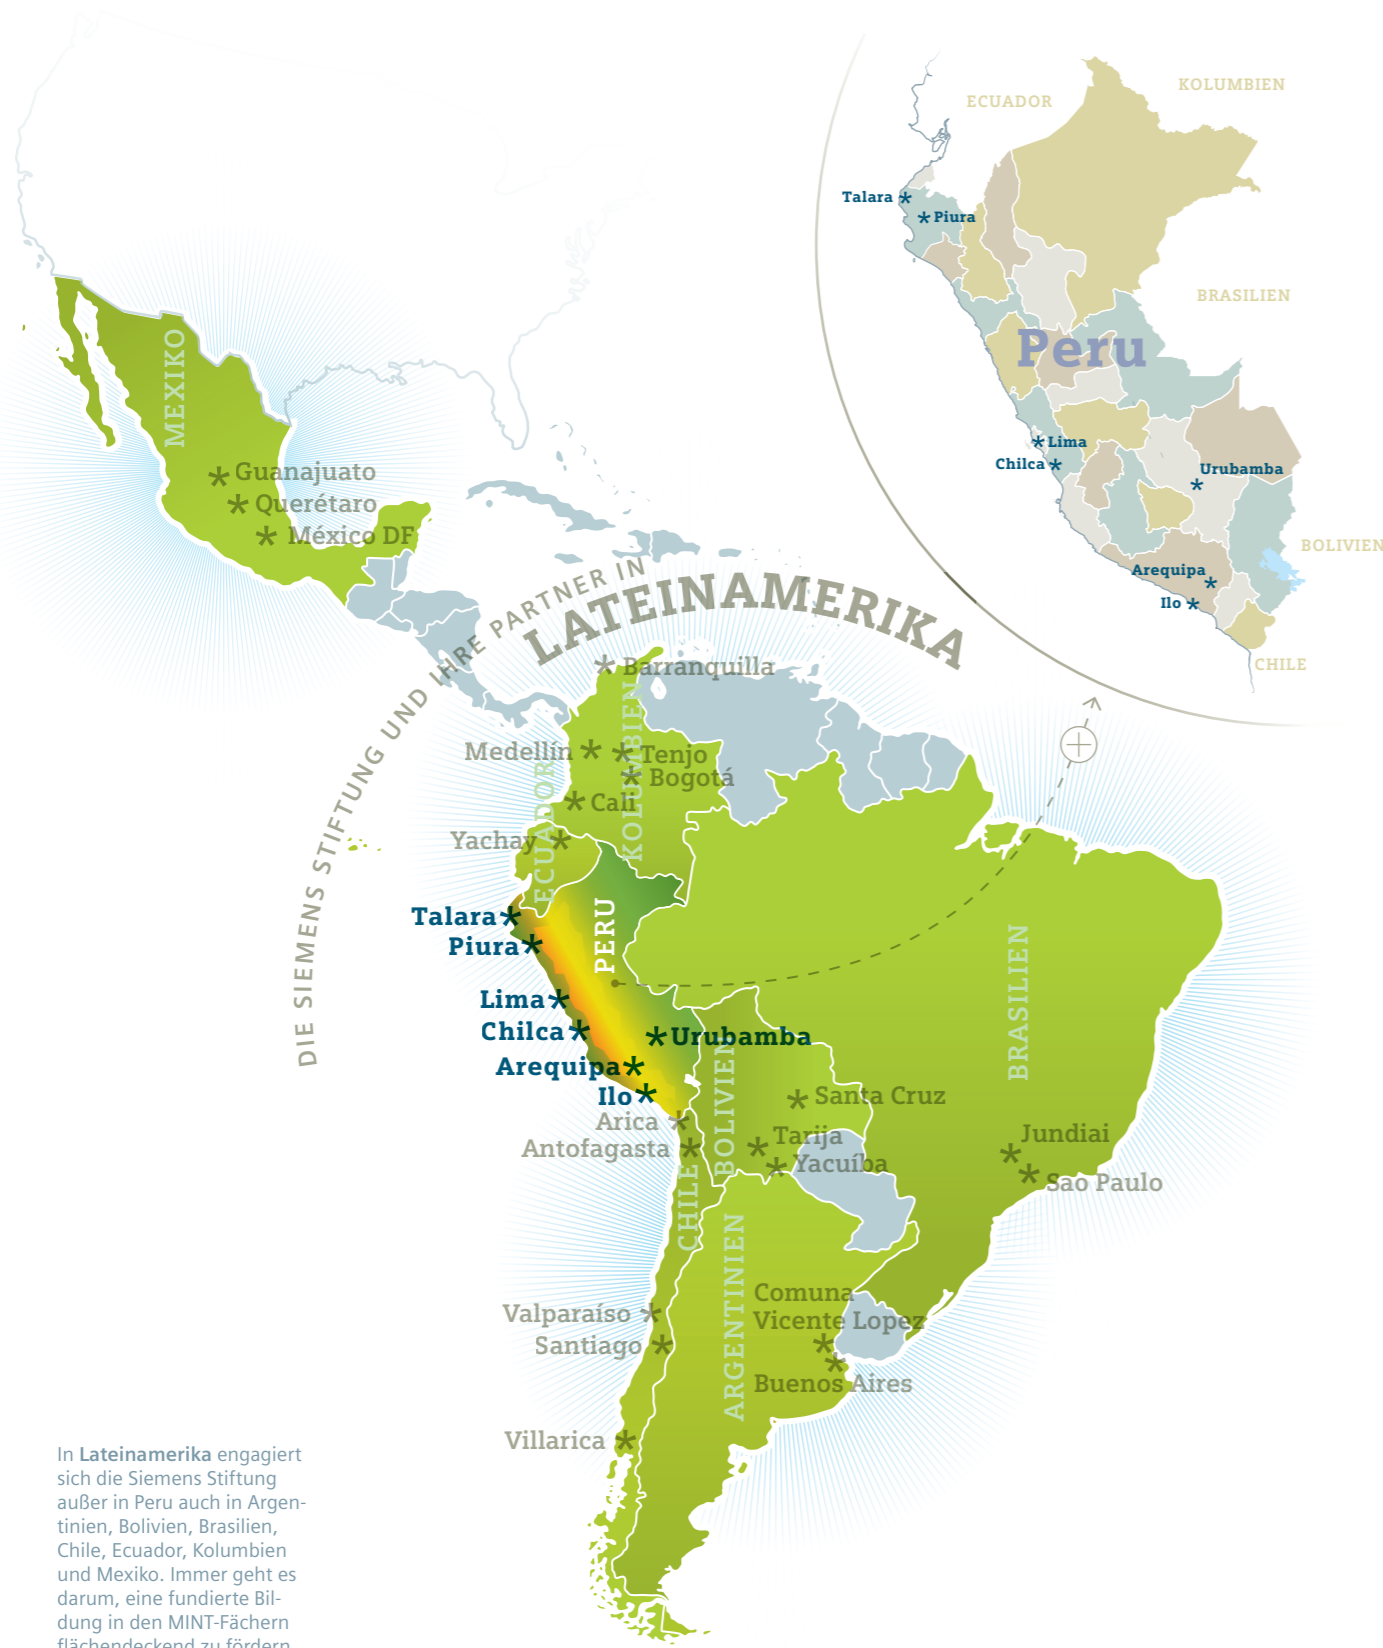 ECUADOR
KOLUMBIEN
Talara
Piura
BRASILIEN
Peru
Lima
Chilca
Urubamba
BOLIVIEN
Arequipa
Ilo
CHILE
MEXIKO
Guanajuato
Querétaro
México DF
DIE SIEMENS STIFTUNG UND IHRE PARTNER IN
LATEINAMERIKA
Barranquilla
KOLUMBIEN
Medellín
Tenjo
Bogotá
ECUADOR
Cali
Yachay
Talara
Piura
PERU
Lima
Chilca
Urubamba
Arequipa
Ilo
BRASILIEN
BOLIVIEN
Santa Cruz
Arica
Antofagasta
Tarija
Yacuíba
Jundiai
Sao Paulo
CHILE
ARGENTINIEN
Comuna
Vicente Lopez
Valparaíso
Santiago
Buenos Aires
Villarica
In Lateinamerika engagiert
sich die Siemens Stiftung
außer in Peru auch in Argen-
tinien, Bolivien, Brasilien,
Chile, Ecuador, Kolumbien
und Mexiko. Immer geht es
darum, eine fundierte Bil-
dung in den MINT-Fächern
flächendeckend zu fördern